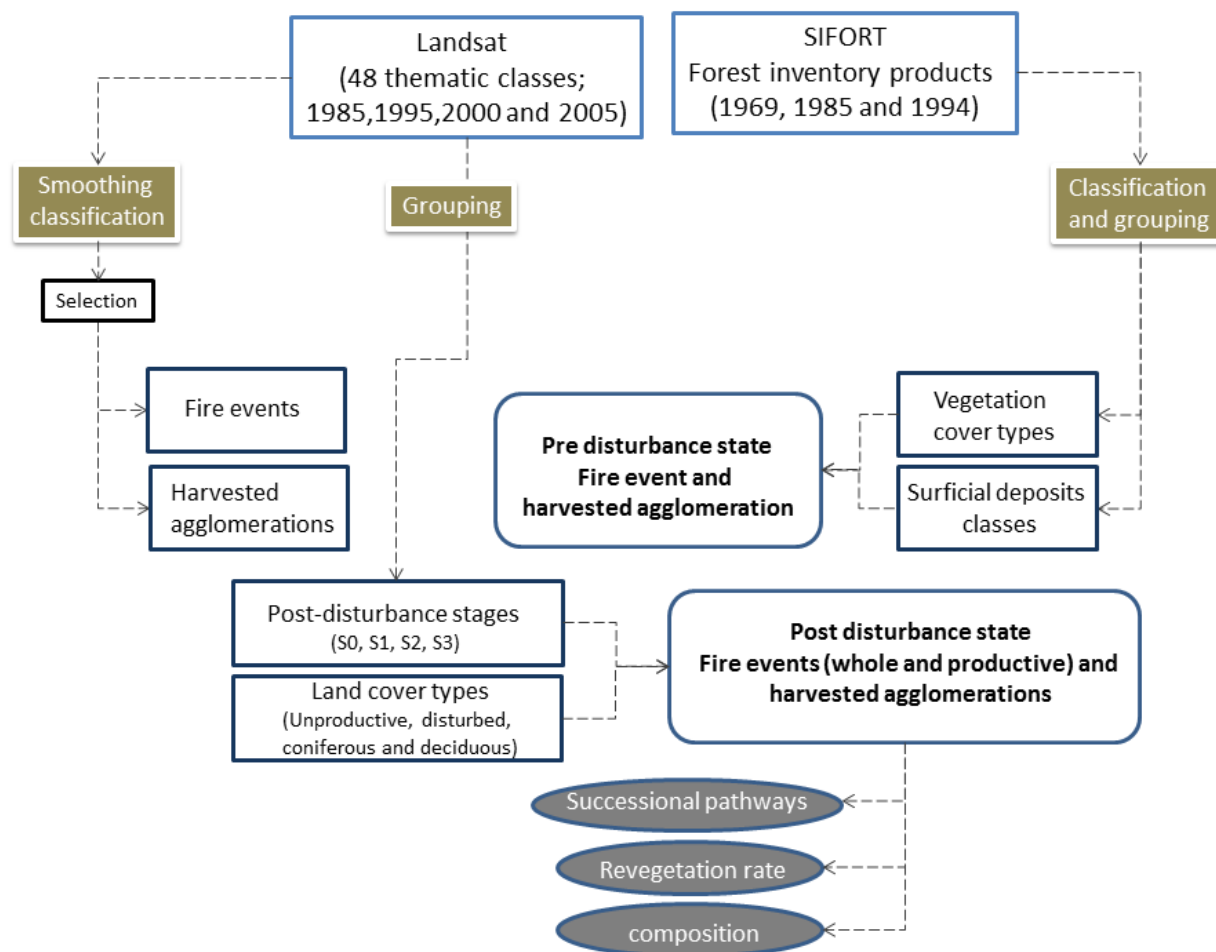 Landsat
(48 thematic classes;
1985,1995,2000 and 2005)
SIFORT
Forest inventory products
(1969, 1985 and 1994)
Smoothing
classification
Grouping
Classification
and grouping
Selection
Fire events
Harvested
agglomerations
Pre disturbance state
Fire event and
harvested agglomeration
Vegetation
cover types
Surficial deposits
classes
Post-disturbance stages
(S0, S1, S2, S3)
Land cover types
(Unproductive, disturbed,
coniferous and deciduous)
Post disturbance state
Fire events (whole and productive) and
harvested agglomerations
Successional pathways
Revegetation rate
composition